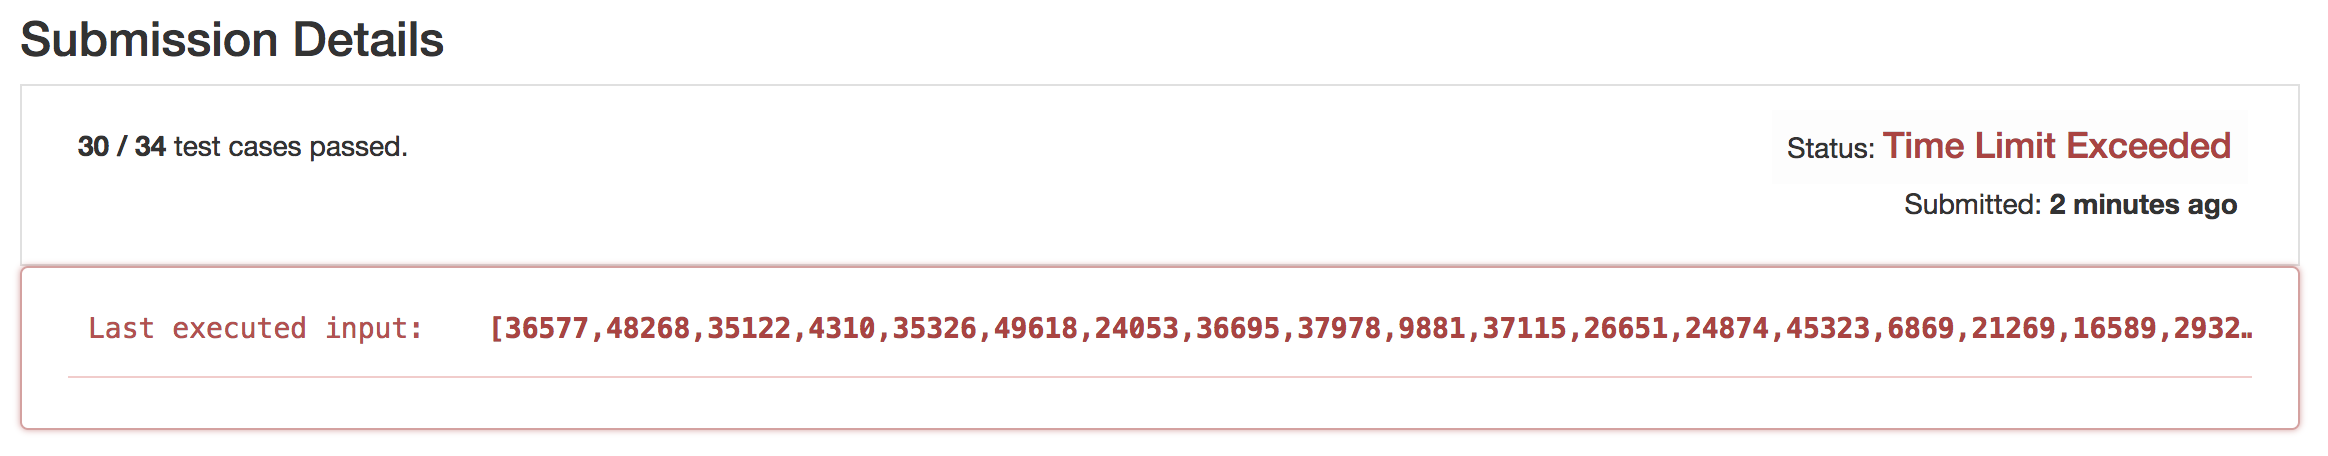 Submission Details
30 / 34 test cases passed.
Status: Time Limit Exceeded
Submitted: 2 minutes ago
Last executed input: [36577,48268,35122,4310,35326,49618,24053,36695,37978,9881,37115,26651,24874,45323,6869,21269,16589,2932…